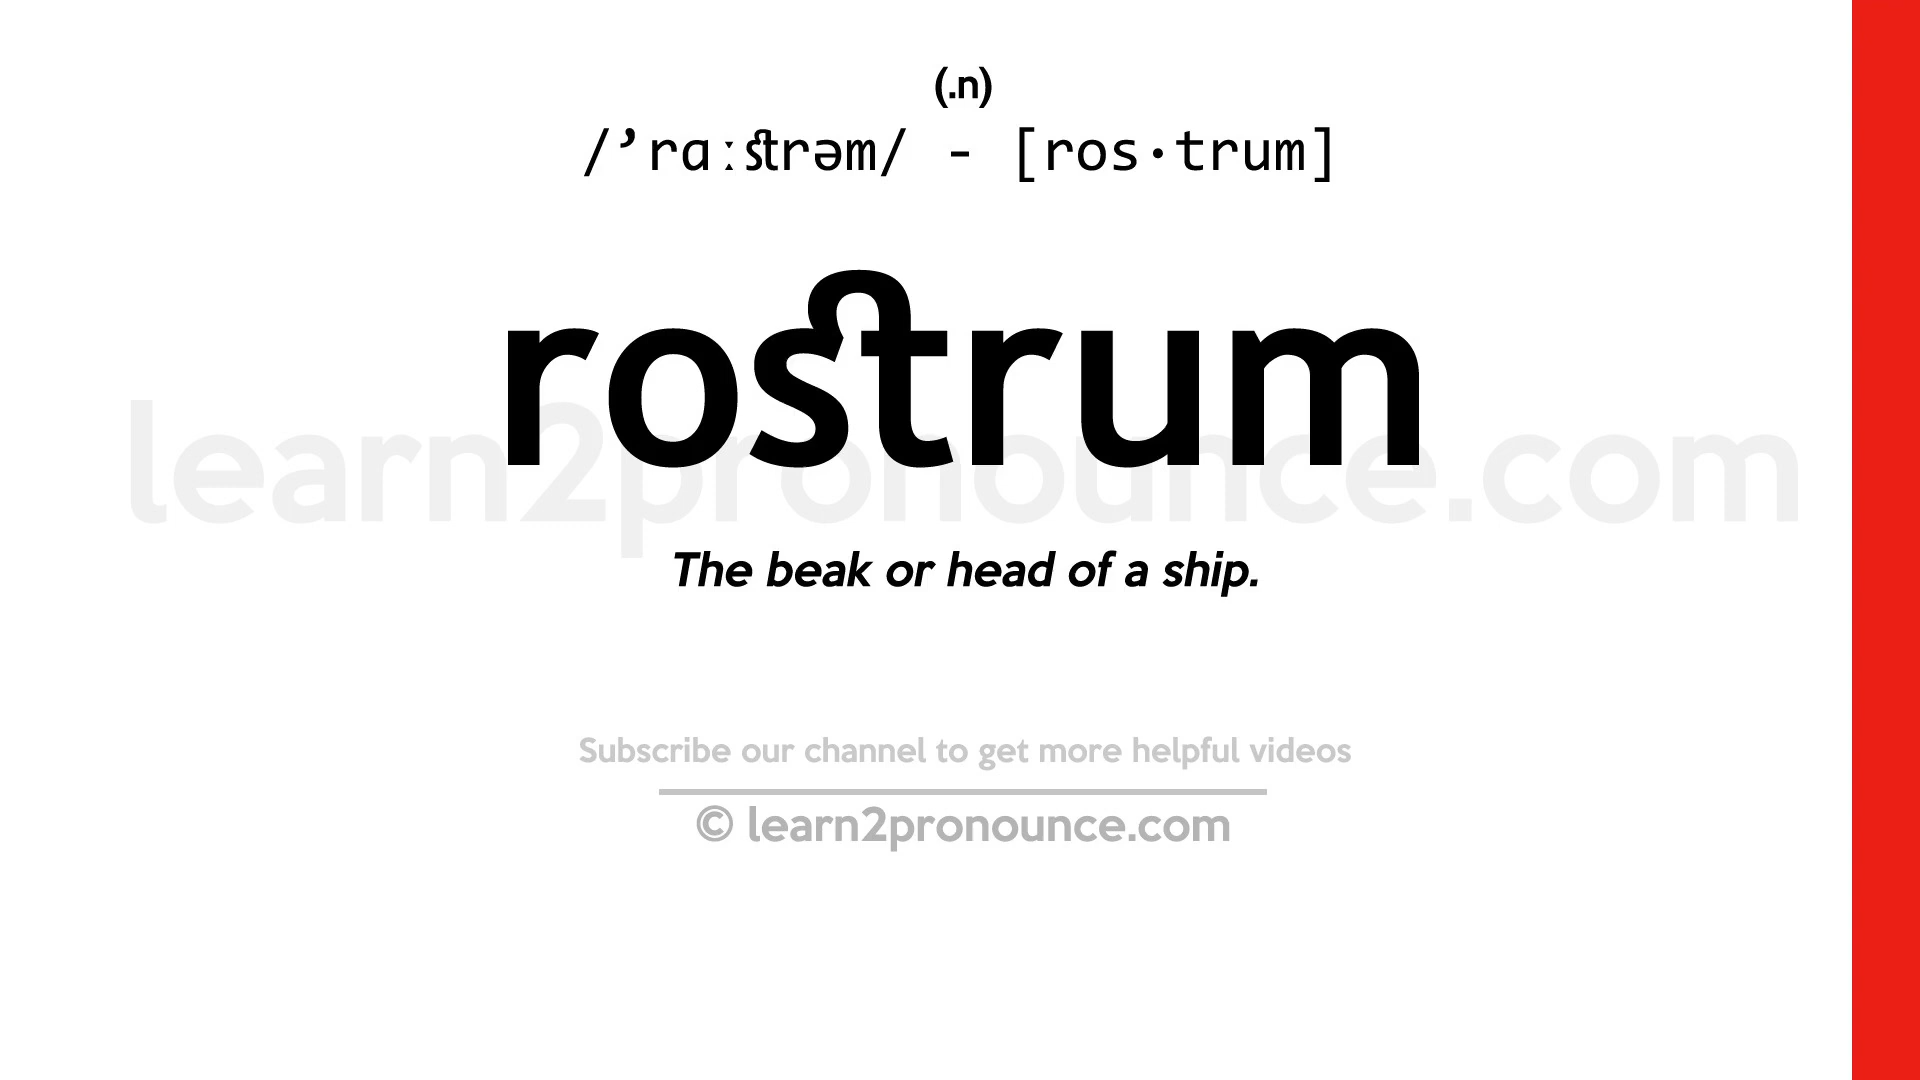 (.n)
/’rɑːstrəm/ - [ros·trum]
rostrum
learn2pronounce.com
The beak or head of a ship.
Subscribe our channel to get more helpful videos
© learn2pronounce.com